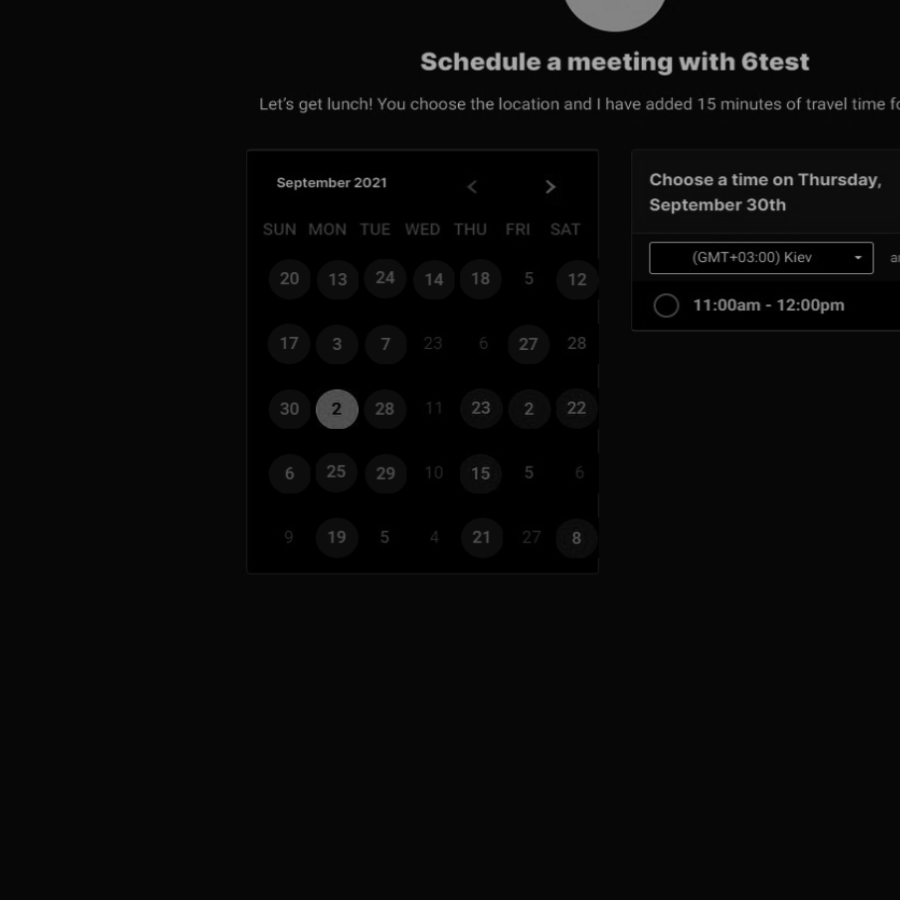 Schedule a meeting with 6test
Let's get lunch! You choose the location and I have added 15 minutes of travel time
September 2021
SUN MON TUE WED THU FRI SAT
20 13 24 14 18 5 12
17 3 7 23 6 27 28
30 2 28 11 23 2 22
6 25 29 10 15 5 6
9 19 5 4 21 27 8
Choose a time on Thursday,
September 30th
(GMT+03:00) Kiev
11:00am - 12:00pm